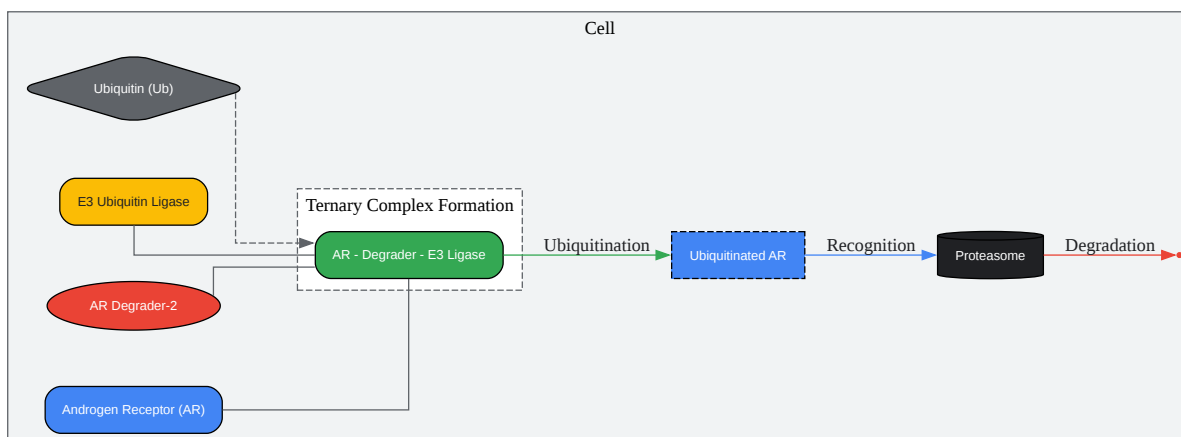 Cell
Ubiquitin (Ub)
E3 Ubiquitin Ligase
Ternary Complex Formation
AR - Degrader - E3 Ligase
Ubiquitination
Ubiquitinated AR
Recognition
Proteasome
Degradation
AR Degrader-2
Androgen Receptor (AR)